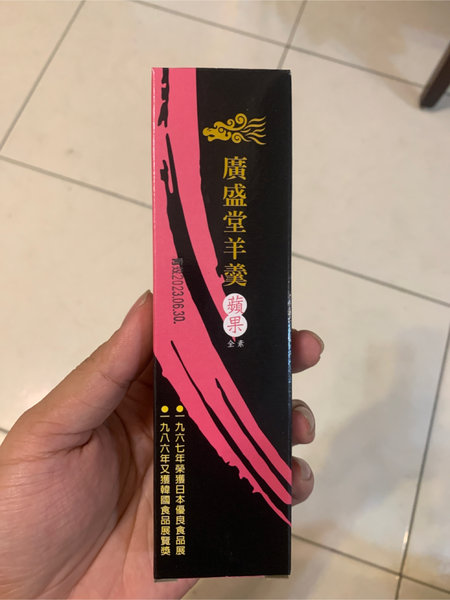 廣盛堂羊羹
蘋果
全素
有效2023.06.30.
一九六七年榮獲日本優良食品展
一九八六年又獲韓國食品展覽獎